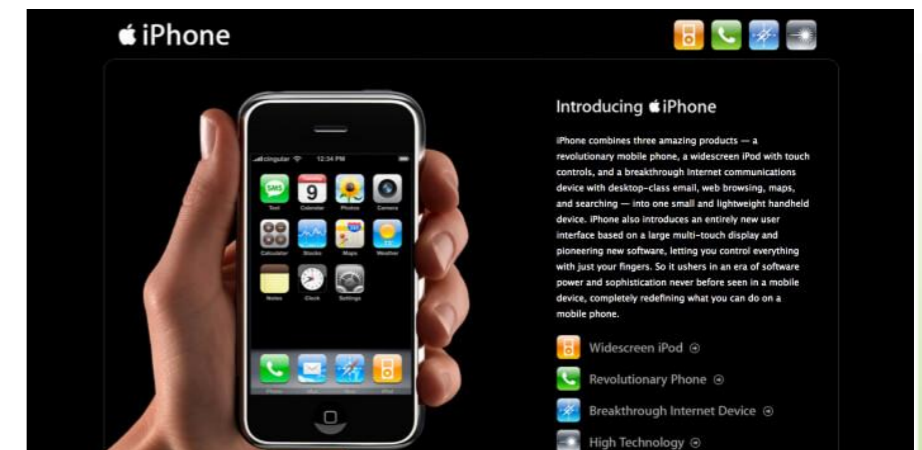 iPhone
Introducing iPhone
iPhone combines three amazing products — a
revolutionary mobile phone, a widescreen iPod with touch
controls, and a breakthrough Internet communications
device with desktop-class email, web browsing, maps,
and searching — into one small and lightweight handheld
device. iPhone also introduces an entirely new user
interface based on a large multi-touch display and
pioneering new software, letting you control everything
with just your fingers. So it ushers in an era of software
power and sophistication never before seen in a mobile
device, completely redefining what you can do on a
mobile phone.
Widescreen iPod
Revolutionary Phone
Breakthrough Internet Device
High Technology
cingular 12:34 PM
SMS 9
Text Calendar Photos Camera
Calculator Stocks Maps Weather
Notes Clock Settings